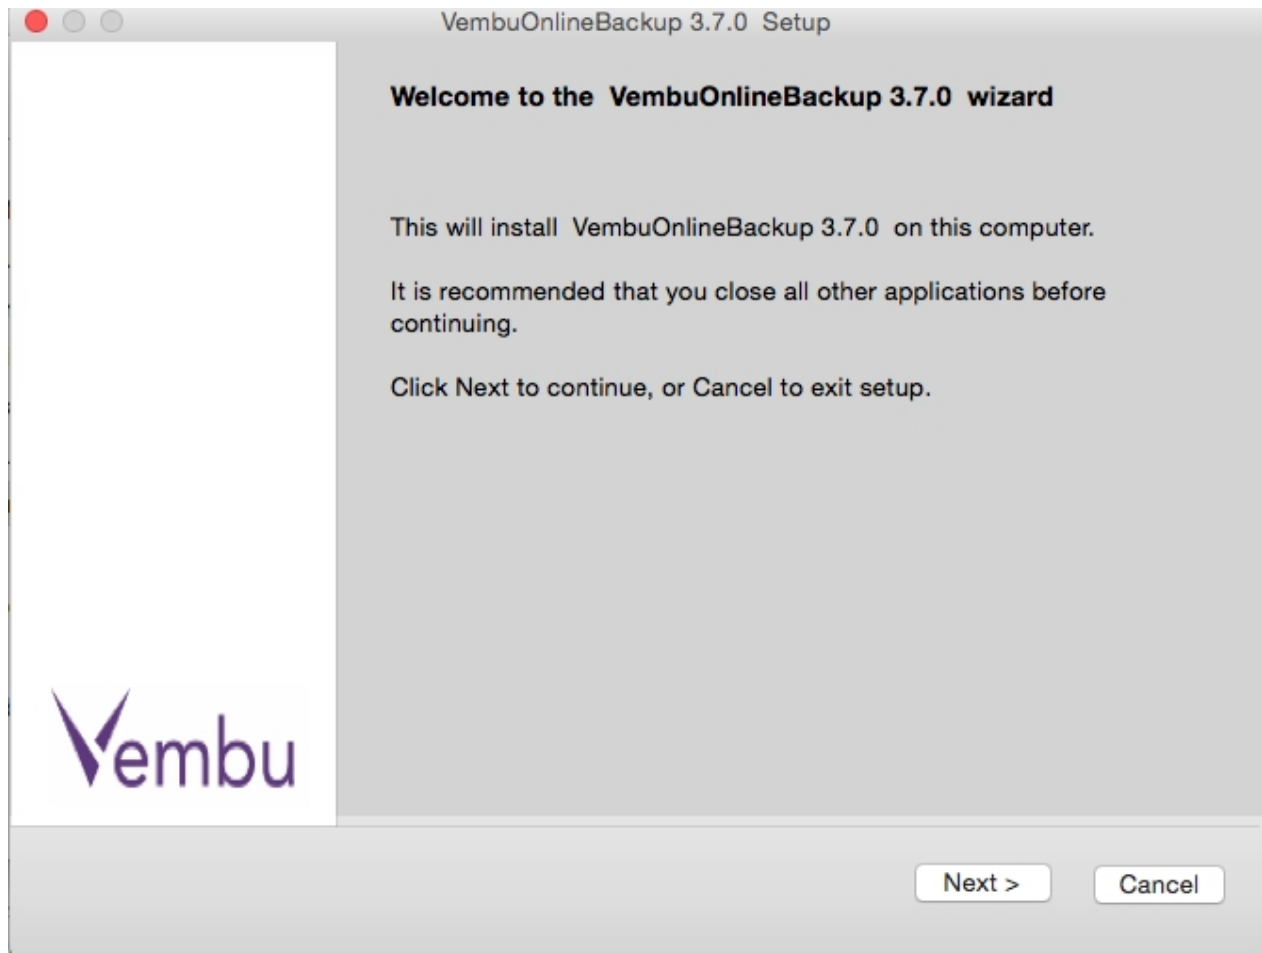 VembuOnlineBackup 3.7.0  Setup
Welcome to the  VembuOnlineBackup 3.7.0  wizard
This will install  VembuOnlineBackup 3.7.0  on this computer.
It is recommended that you close all other applications before
continuing.
Click Next to continue, or Cancel to exit setup.
Vembu
Next >
Cancel